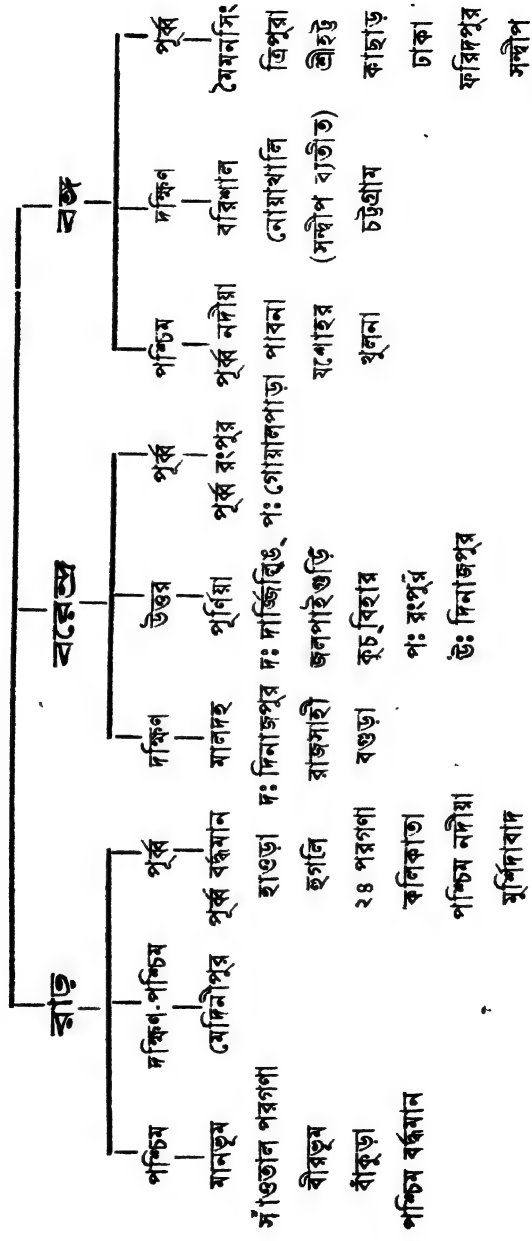 রাঢ় বরেন্দ্র বঙ্গ
পশ্চিম দক্ষিণ-পশ্চিম পূর্ব্ব দক্ষিণ উত্তর পূর্ব্ব পশ্চিম দক্ষিণ পূর্ব্ব
মানভূম মেদিনীপুর পূর্ব্ব বর্দ্ধমান মালদহ পূর্ণিয়া পূর্ব্ব রংপুর পূর্ব্ব নদীয়া বরিশাল মৈমনসিং
সাঁওতাল পরগণা হাওড়া দঃ দিনাজপুর দঃ দার্জ্জিলিঙ্ পঃ গোয়ালপাড়া পাবনা নোয়াখালি ত্রিপুরা
বীরভূম হুগলি রাজসাহী জলপাইগুড়ি যশোহর (সন্দ্বীপ ব্যতীত) শ্রীহট্ট
বাঁকুড়া ২৪ পরগণা বগুড়া কুচ্‌বিহার খুলনা চট্টগ্রাম কাছাড়
পশ্চিম বর্দ্ধমান কলিকাতা পঃ রংপুর ঢাকা
পশ্চিম নদীয়া উঃ দিনাজপুর ফরিদপুর
মুর্শিদাবাদ সন্দ্বীপ